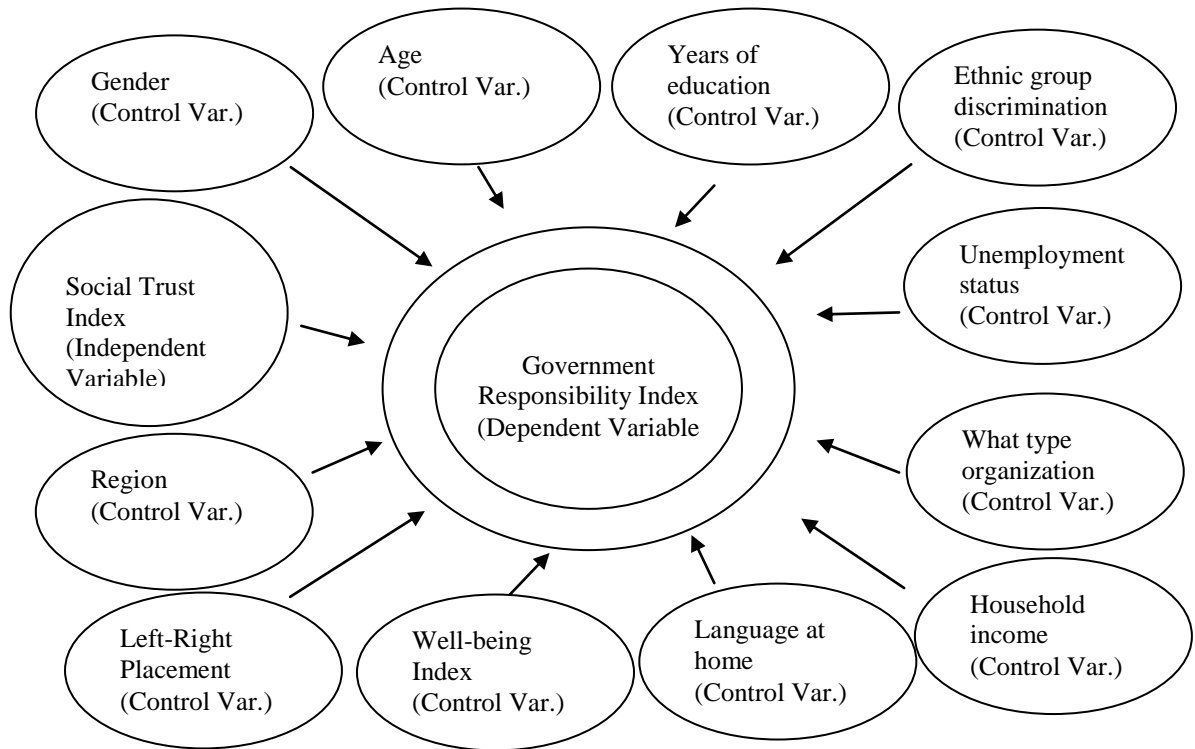 Gender
(Control Var.)
Age
(Control Var.)
Years of
education
(Control Var.)
Ethnic group
discrimination
(Control Var.)
Social Trust
Index
(Independent
Variable)
Government
Responsibility Index
(Dependent Variable
Unemployment
status
(Control Var.)
Region
(Control Var.)
What type
organization
(Control Var.)
Left-Right
Placement
(Control Var.)
Well-being
Index
(Control Var.)
Language at
home
(Control Var.)
Household
income
(Control Var.)